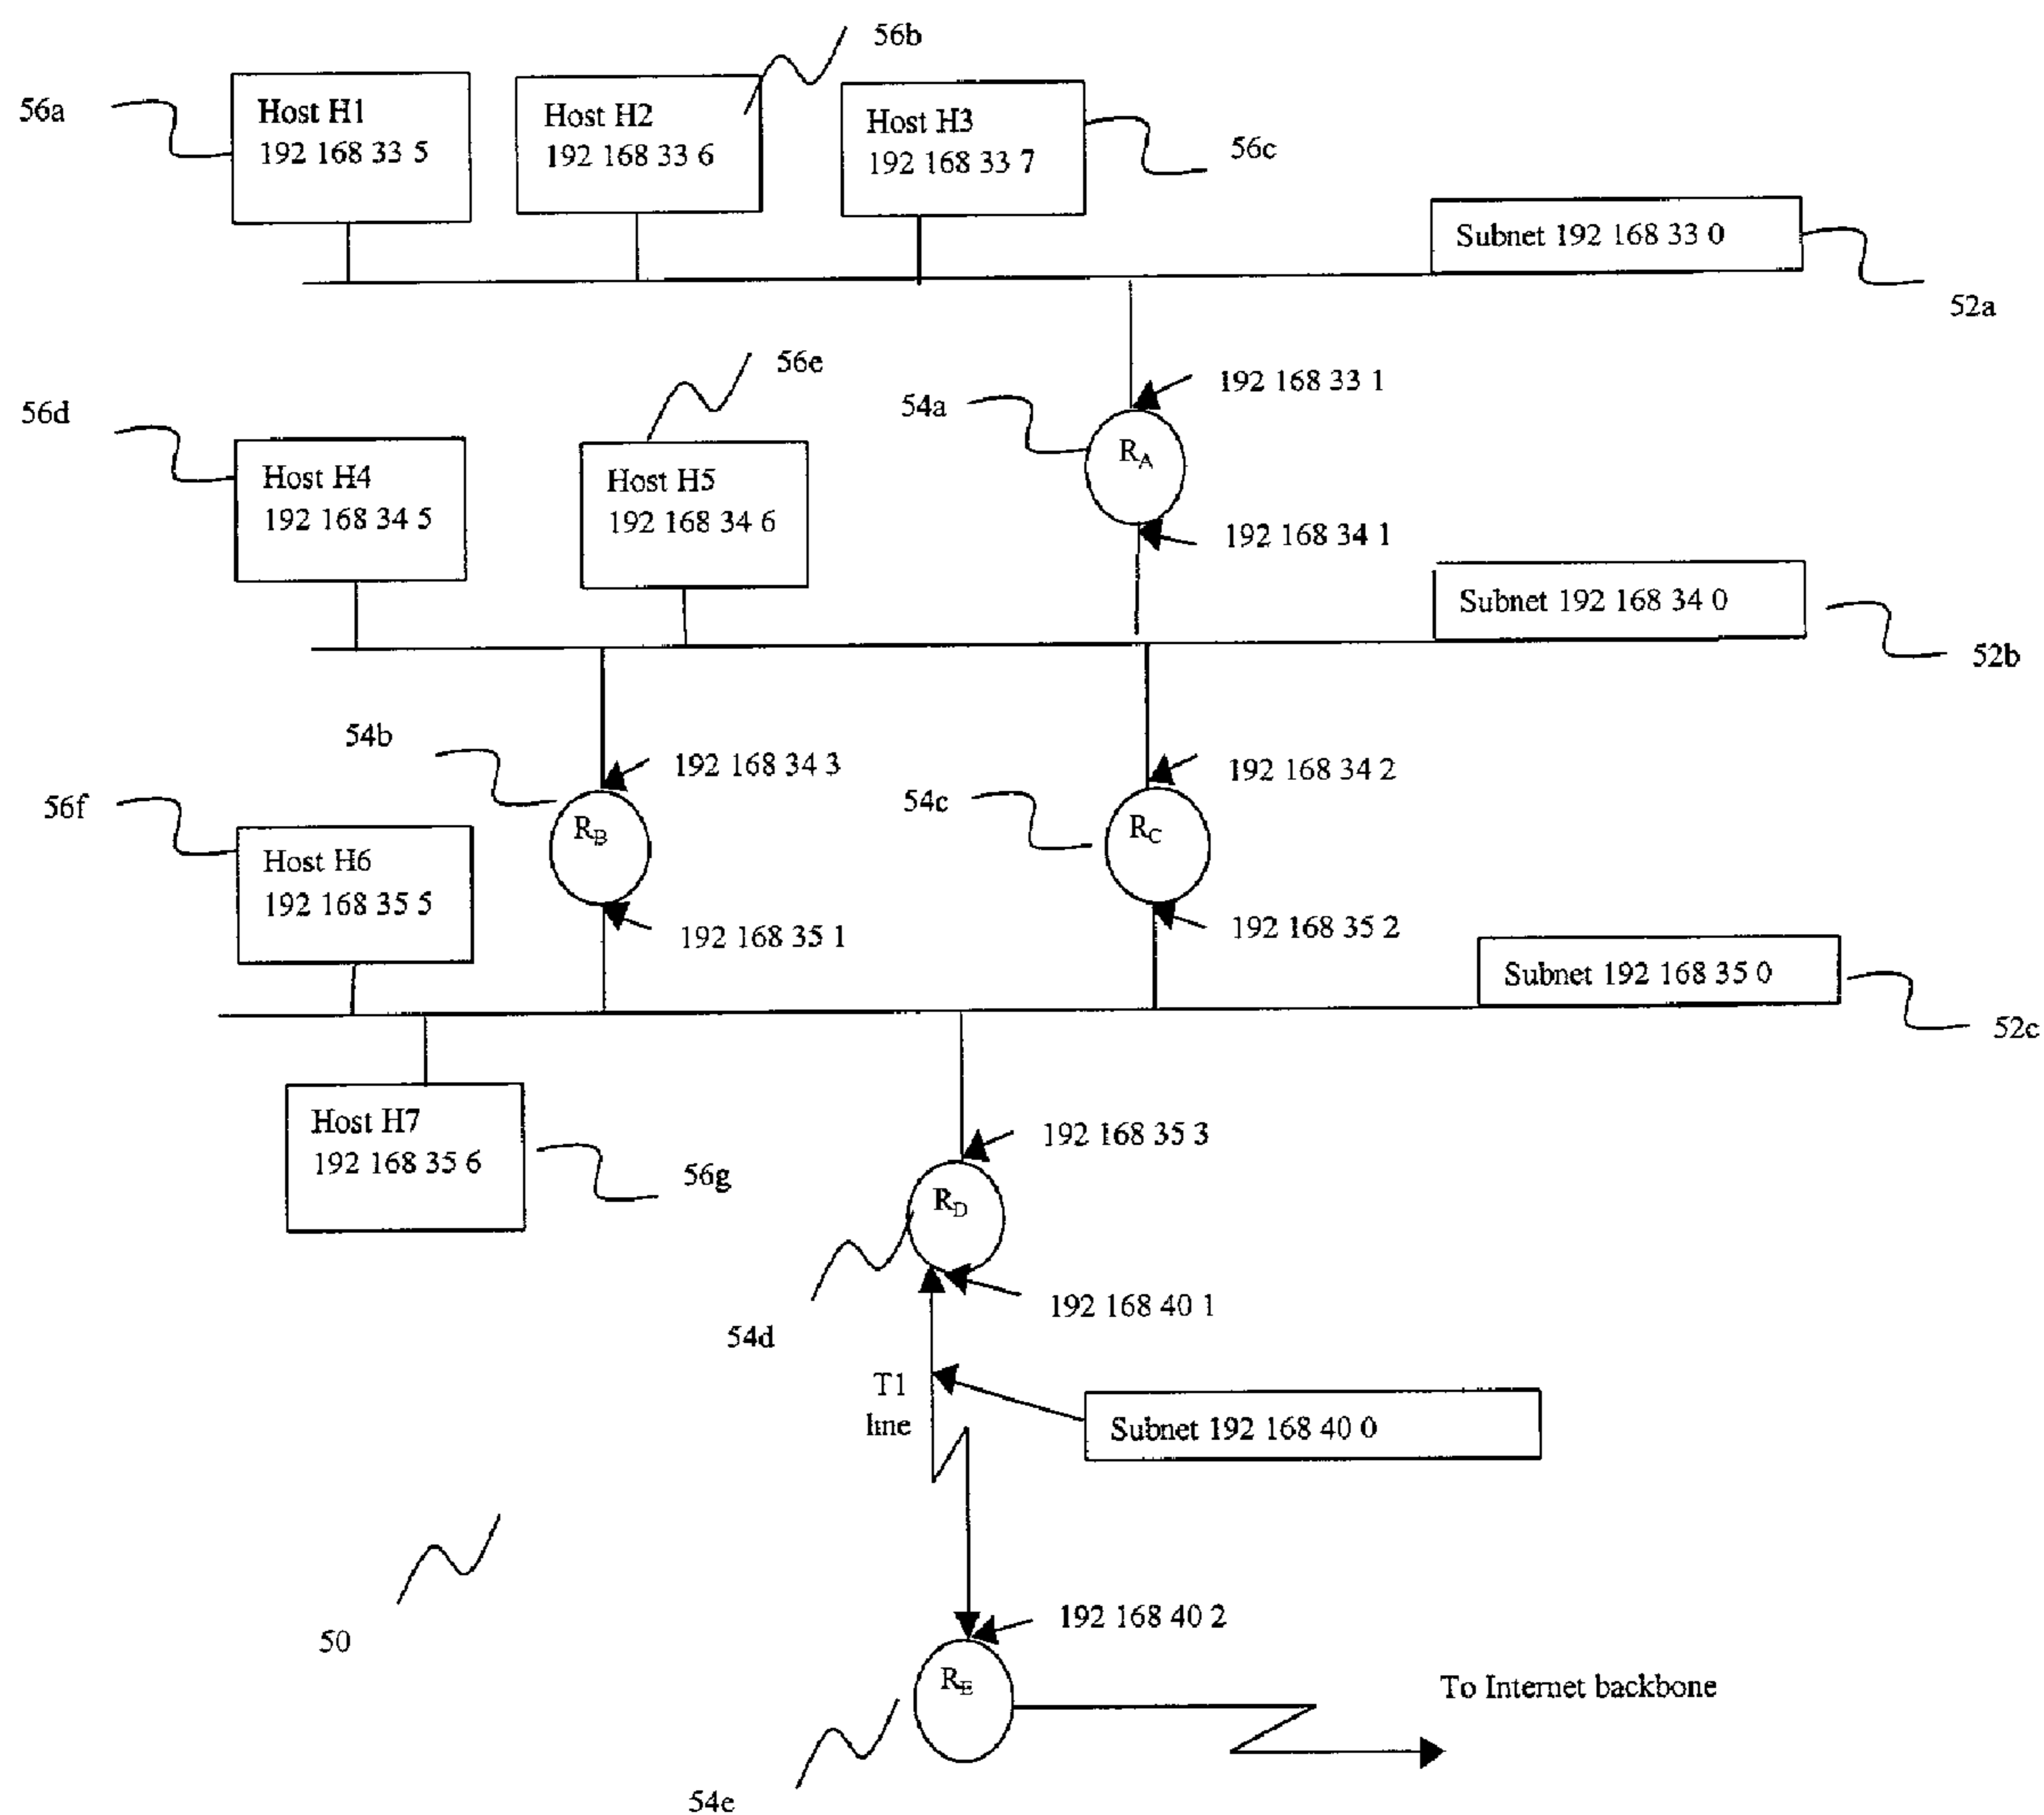 56b
56a
Host H1
192 168 33 5
Host H2
192 168 33 6
Host H3
192 168 33 7
56c
Subnet 192 168 33 0
52a
56e
192 168 33 1
54a
56d
R_A
Host H4
192 168 34 5
Host H5
192 168 34 6
192 168 34 1
Subnet 192 168 34 0
52b
54b
192 168 34 3
192 168 34 2
56f
54c
R_B
R_C
Host H6
192 168 35 5
192 168 35 1
192 168 35 2
Subnet 192 168 35 0
52c
Host H7
192 168 35 6
192 168 35 3
56g
R_D
192 168 40 1
54d
T1
line
Subnet 192 168 40 0
192 168 40 2
50
R_E
To Internet backbone
54e